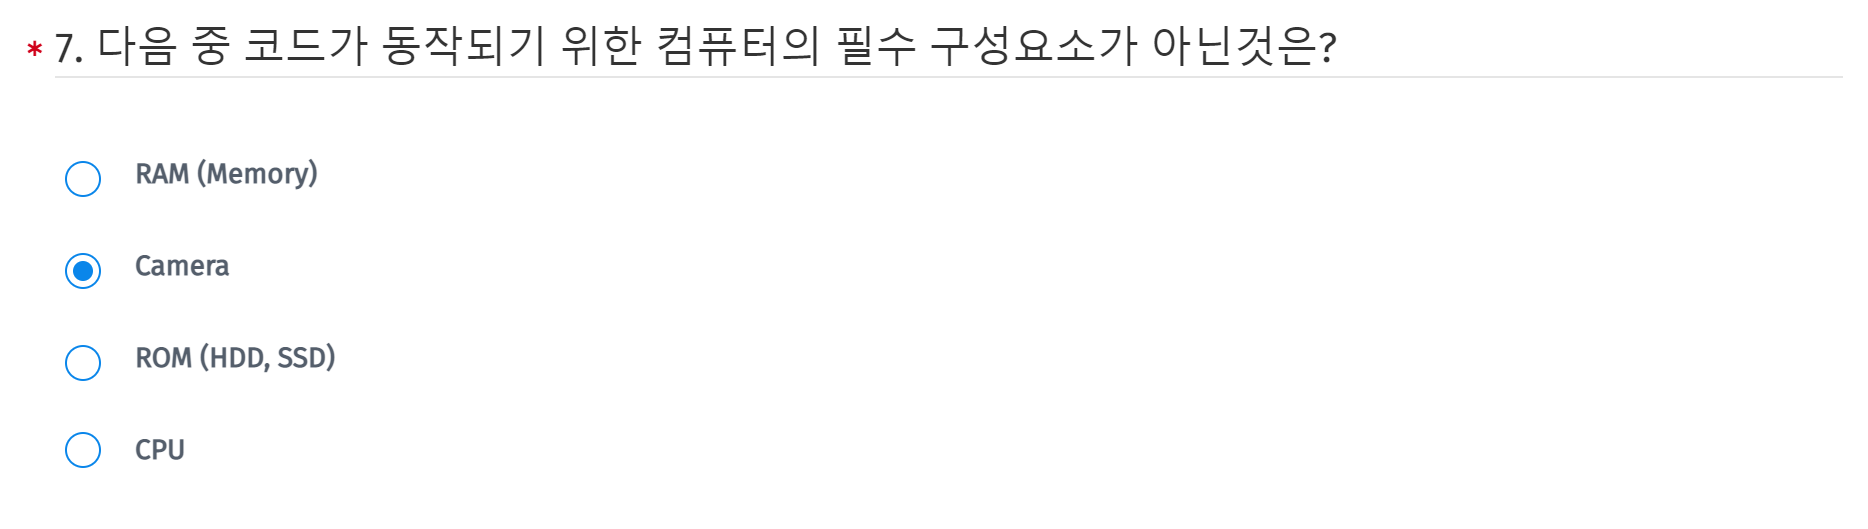 * 7. 다음 중 코드가 동작되기 위한 컴퓨터의 필수 구성요소가 아닌것은?
RAM (Memory)
Camera
ROM (HDD, SSD)
CPU